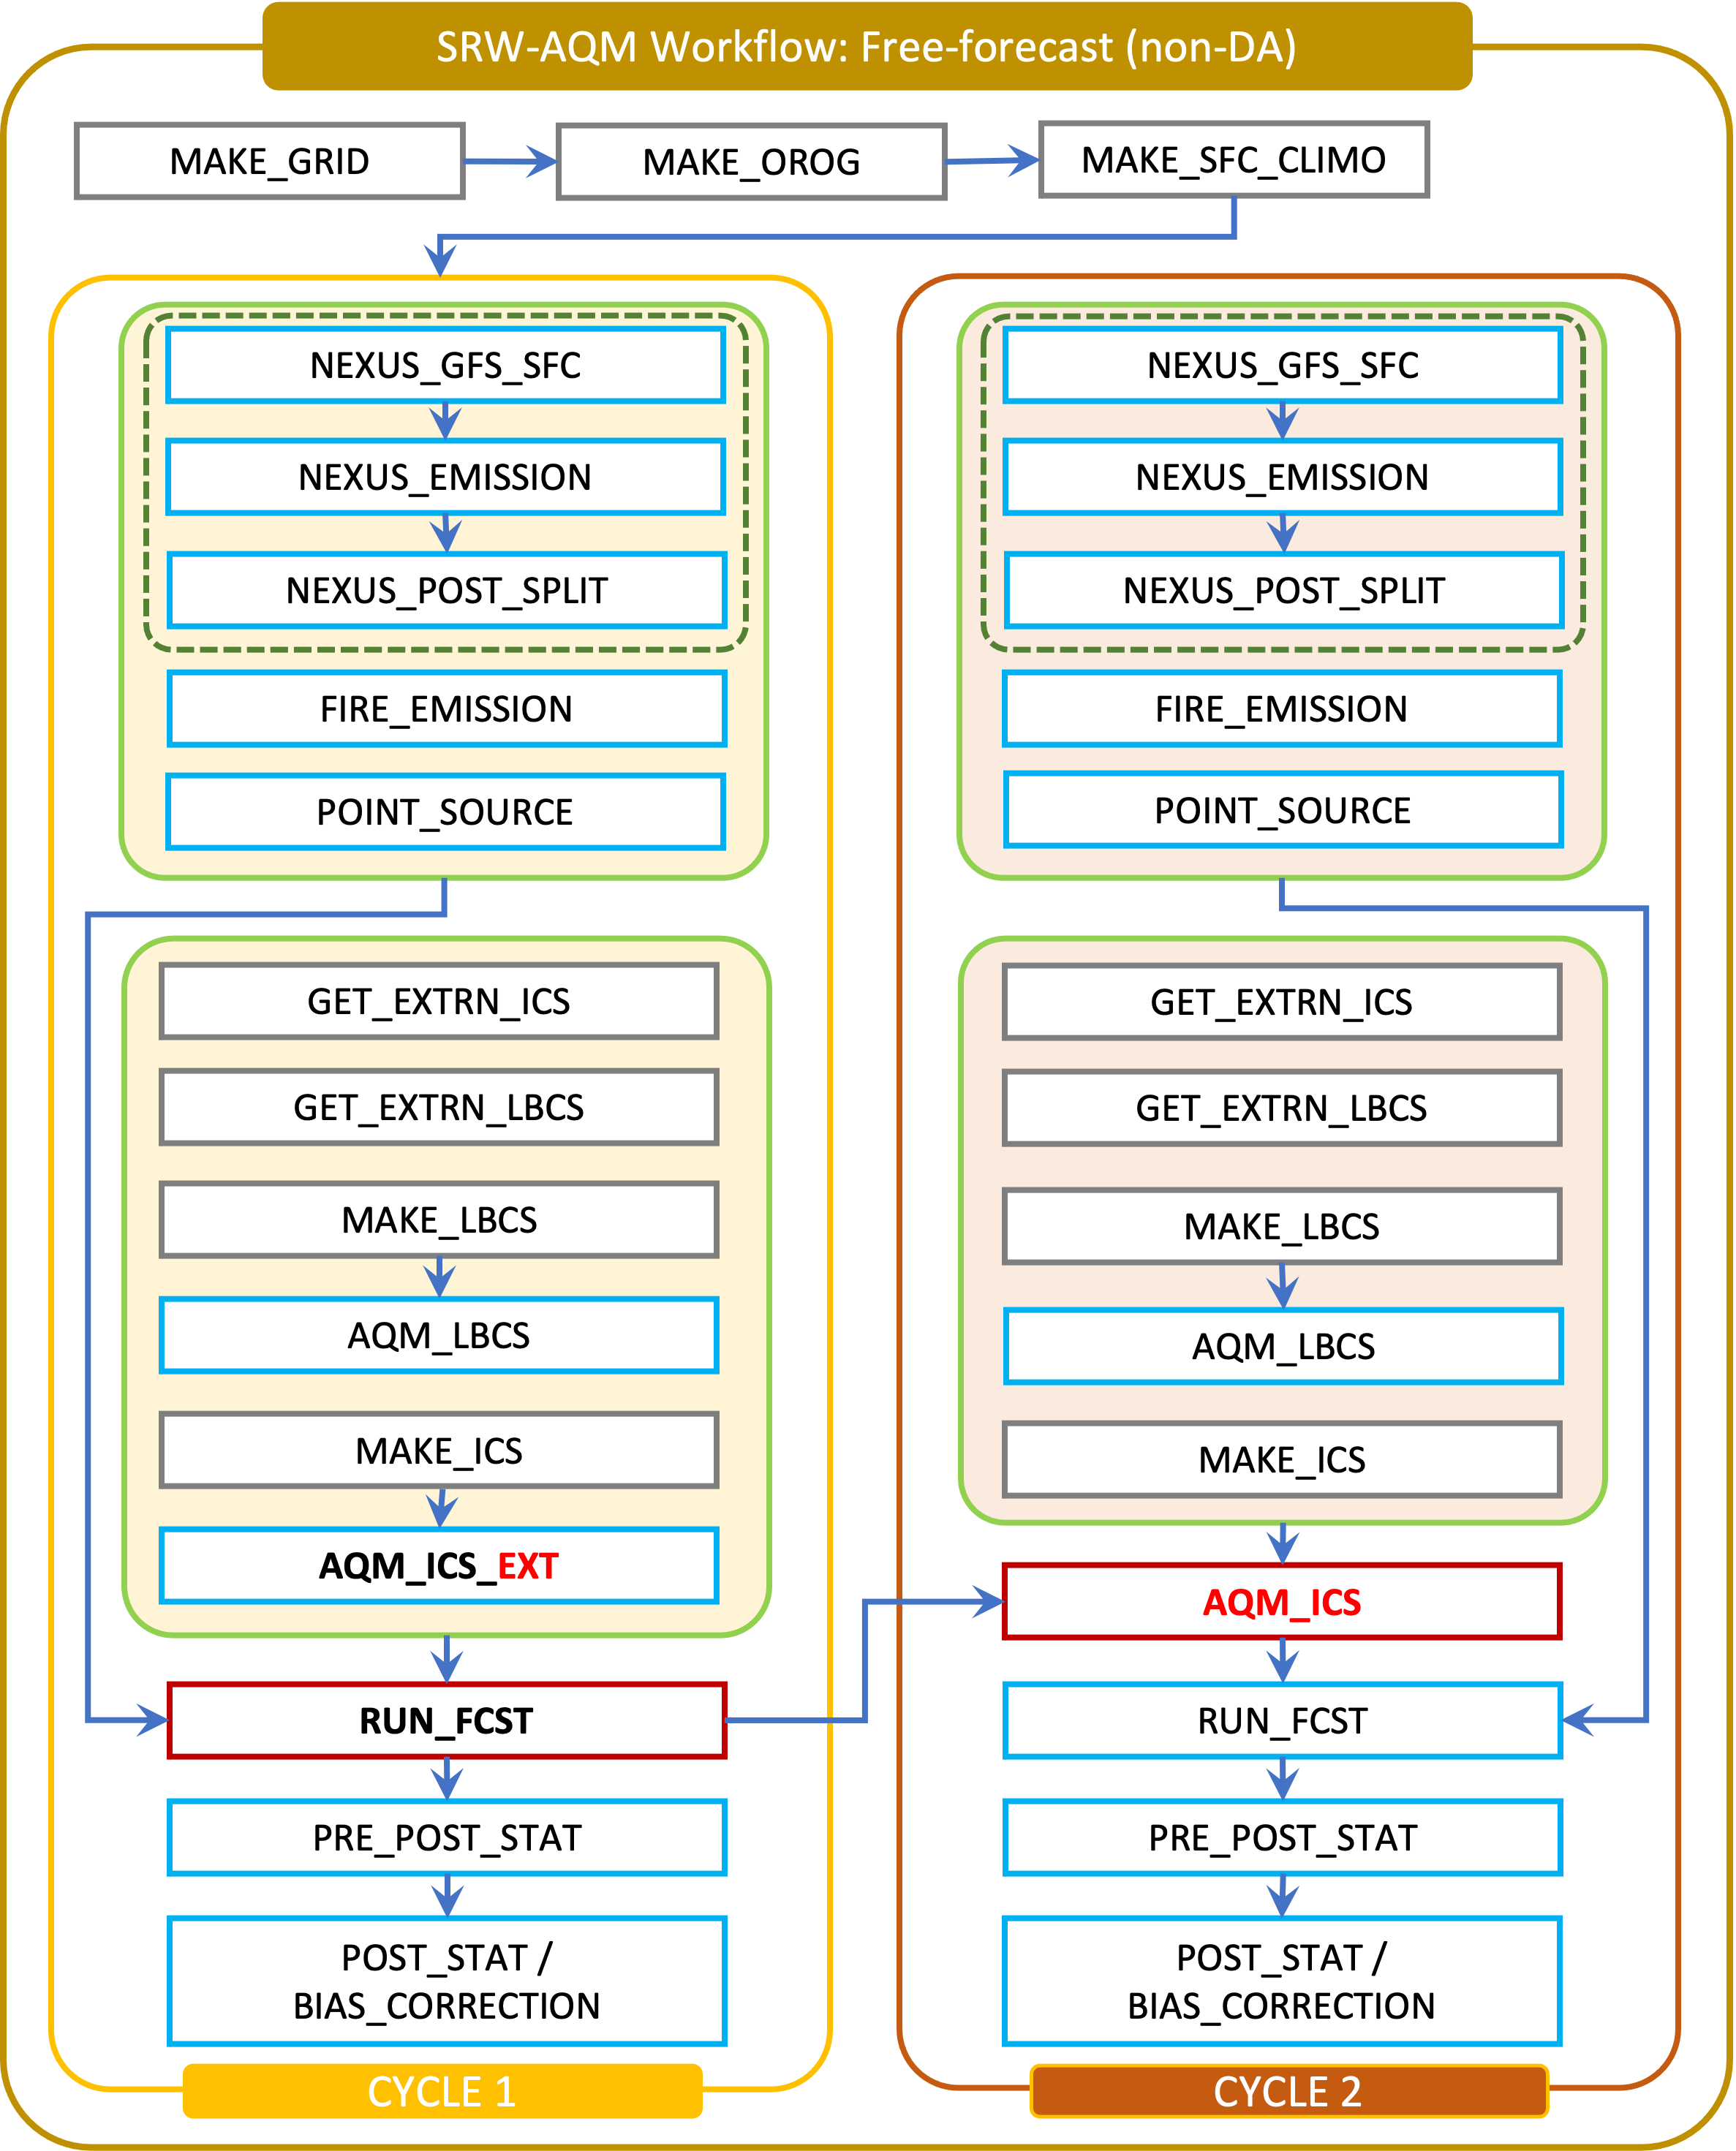 SRW-AQM Workflow: Free-forecast (non-DA)
MAKE_GRID
MAKE_OROG
MAKE_SFC_CLIMO
NEXUS_GFS_SFC
NEXUS_EMISSION
NEXUS_POST_SPLIT
FIRE_EMISSION
POINT_SOURCE
GET_EXTRN_ICS
GET_EXTRN_LBCS
MAKE_LBCS
AQM_LBCS
MAKE_ICS
AQM_ICS_EXT
RUN_FCST
PRE_POST_STAT
POST_STAT /
BIAS_CORRECTION
CYCLE 1
NEXUS_GFS_SFC
NEXUS_EMISSION
NEXUS_POST_SPLIT
FIRE_EMISSION
POINT_SOURCE
GET_EXTRN_ICS
GET_EXTRN_LBCS
MAKE_LBCS
AQM_LBCS
MAKE_ICS
AQM_ICS
RUN_FCST
PRE_POST_STAT
POST_STAT /
BIAS_CORRECTION
CYCLE 2